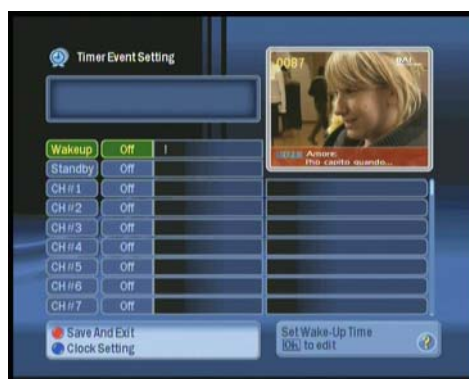 Timer Event Setting
0087
RAI
Amore:
l'ho capito quando...
Wakeup Off !
Standby Off
CH#1 Off
CH#2 Off
CH#3 Off
CH#4 Off
CH#5 Off
CH#6 Off
CH#7 Off
Save And Exit
Clock Setting
Set Wake-Up Time
OK to edit